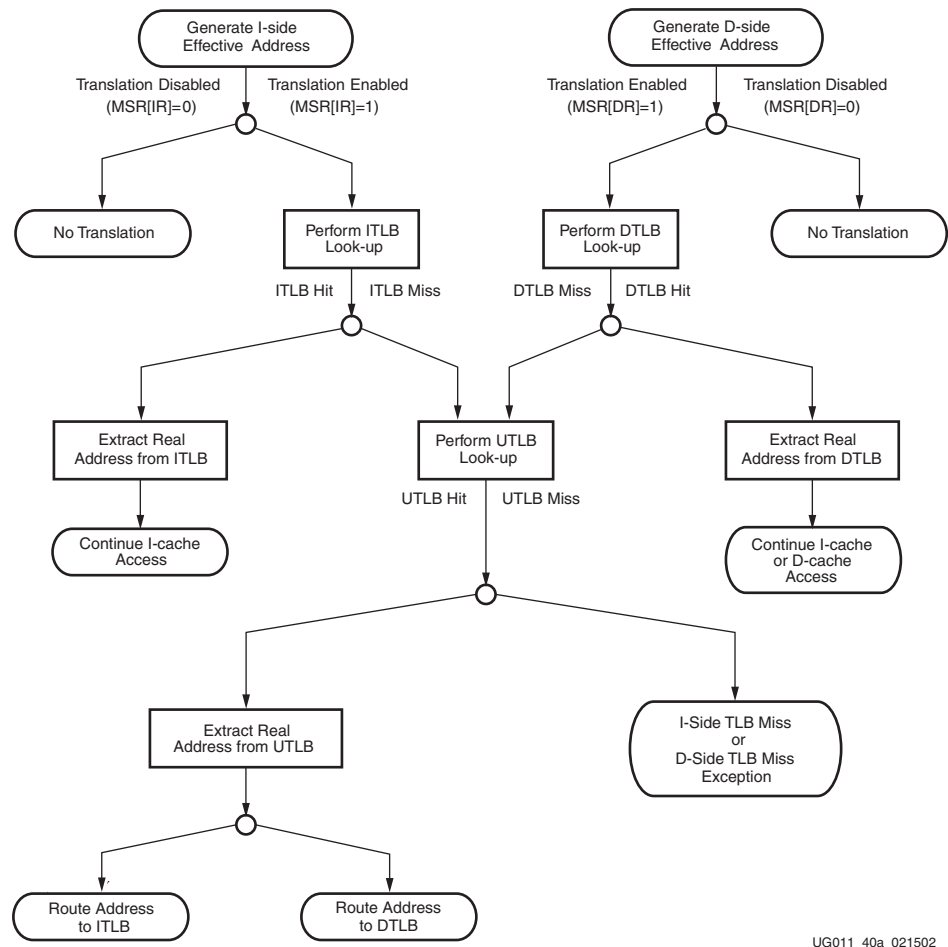 Generate I-side
Effective Address
Generate D-side
Effective Address
Translation Disabled
(MSR[IR]=0)
Translation Enabled
(MSR[IR]=1)
Translation Enabled
(MSR[DR]=1)
Translation Disabled
(MSR[DR]=0)
No Translation
Perform ITLB
Look-up
Perform DTLB
Look-up
No Translation
ITLB Hit
ITLB Miss
DTLB Miss
DTLB Hit
Extract Real
Address from ITLB
Perform UTLB
Look-up
Extract Real
Address from DTLB
UTLB Hit
UTLB Miss
Continue I-cache
Access
Continue I-cache
or D-cache
Access
Extract Real
Address from UTLB
I-Side TLB Miss
or
D-Side TLB Miss
Exception
Route Address
to ITLB
Route Address
to DTLB
UG011_40a_021502